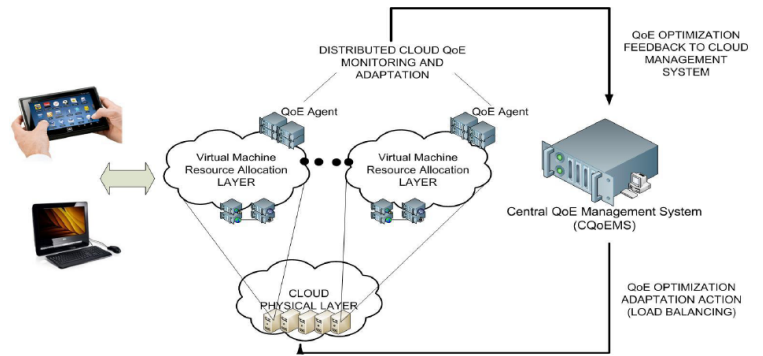 DISTRIBUTED CLOUD QoE
MONITORING AND
ADAPTATION
QoE OPTIMIZATION
FEEDBACK TO CLOUD
MANAGEMENT
SYSTEM
QoE Agent
QoE Agent
Virtual Machine
Resource Allocation
LAYER
Virtual Machine
Resource Allocation
LAYER
Central QoE Management System
(CQoEMS)
CLOUD
PHYSICAL LAYER
QoE OPTIMIZATION
ADAPTATION ACTION
(LOAD BALANCING)